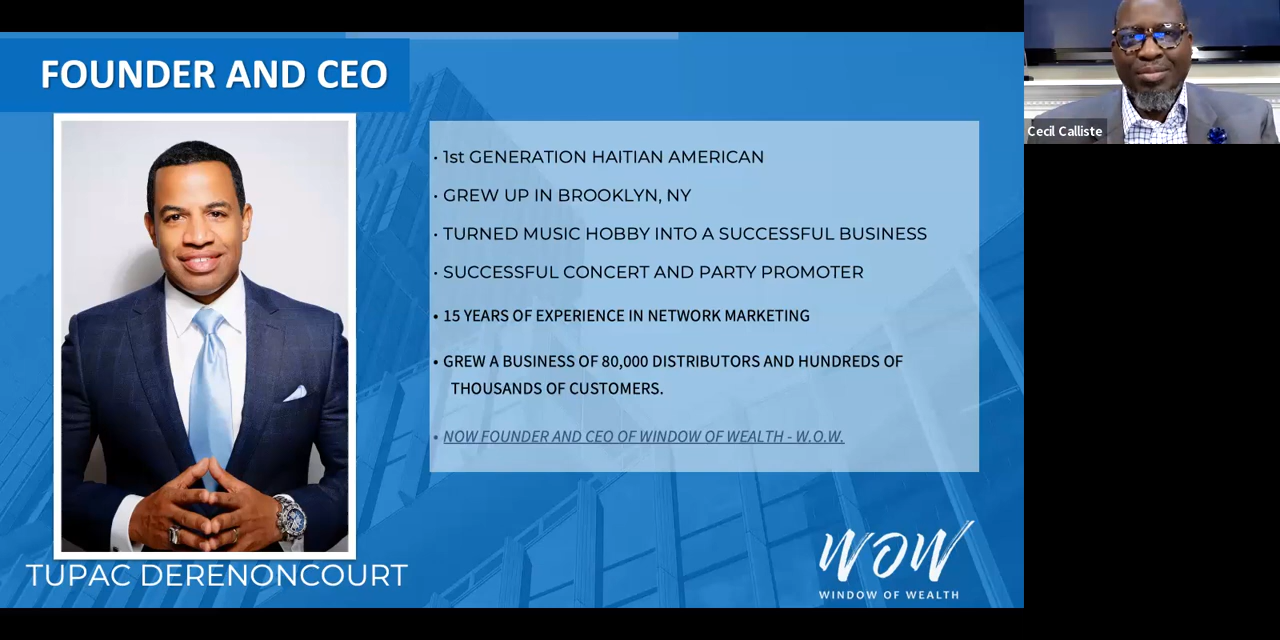 FOUNDER AND CEO
Cecil Calliste
• 1st GENERATION HAITIAN AMERICAN
• GREW UP IN BROOKLYN, NY
• TURNED MUSIC HOBBY INTO A SUCCESSFUL BUSINESS
• SUCCESSFUL CONCERT AND PARTY PROMOTER
• 15 YEARS OF EXPERIENCE IN NETWORK MARKETING
• GREW A BUSINESS OF 80,000 DISTRIBUTORS AND HUNDREDS OF
THOUSANDS OF CUSTOMERS.
• NOW FOUNDER AND CEO OF WINDOW OF WEALTH - W.O.W.
TUPAC DERENONCOURT
WOW
WINDOW OF WEALTH